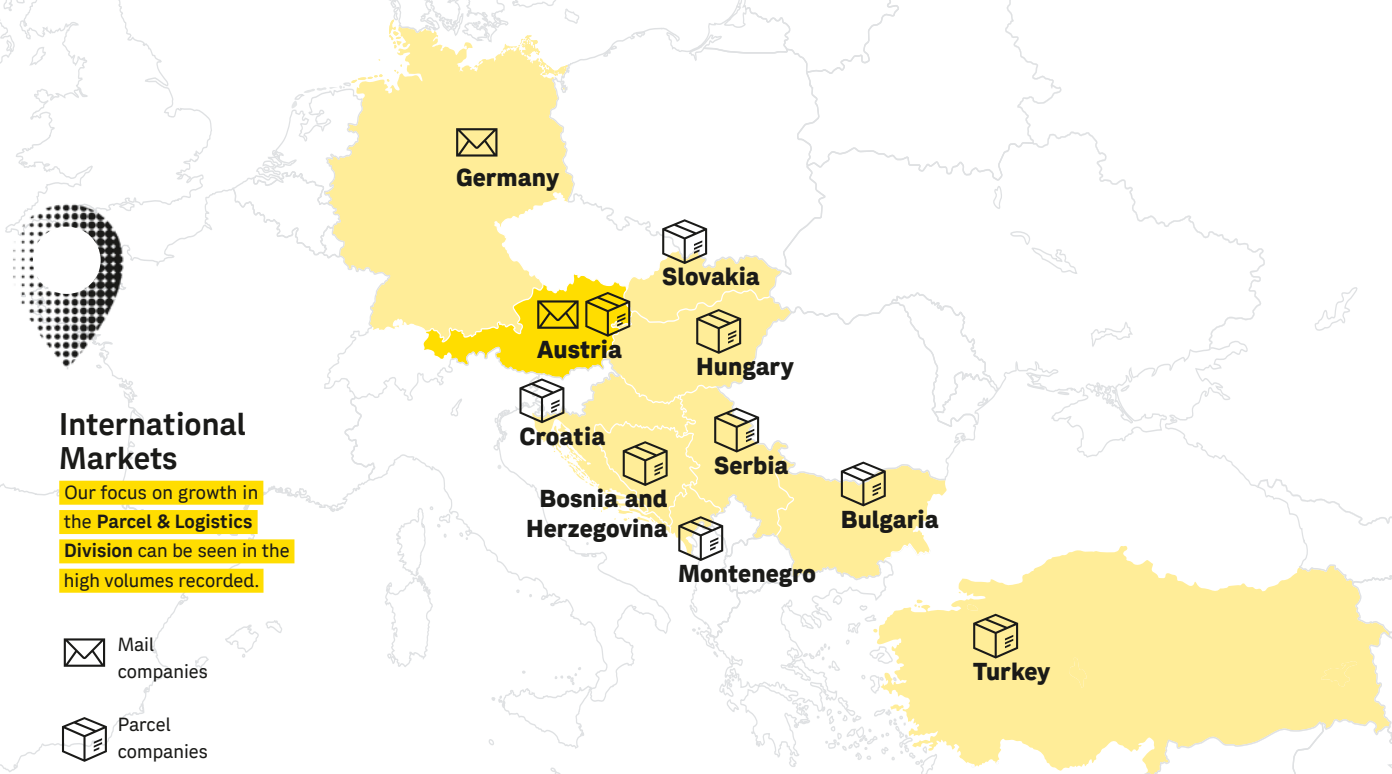 Germany
Slovakia
Austria
Hungary
Croatia
Serbia
Bosnia and
Herzegovina
Bulgaria
Montenegro
Turkey
International
Markets
Our focus on growth in
the Parcel & Logistics
Division can be seen in the
high volumes recorded.
Mail
companies
Parcel
companies